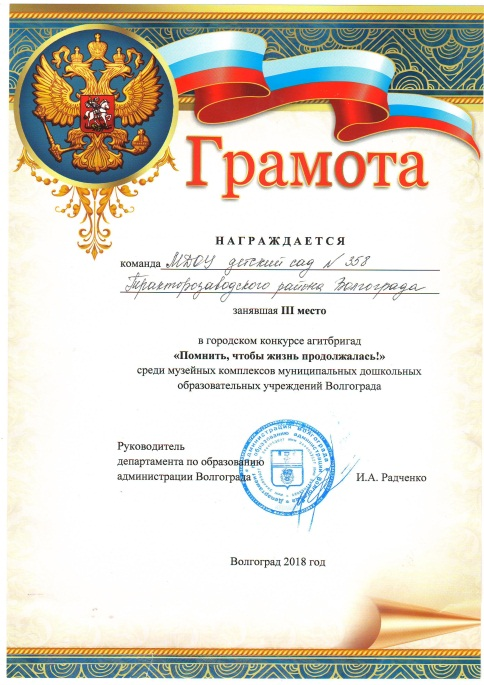 Грамота
НАГРАЖДАЕТСЯ
команда МДОУ детский сад N 358
Тракторозаводского района Волгограда
занявшая III место
в городском конкурсе агитбригад
«Помнить, чтобы жизнь продолжалась!»
среди музейных комплексов муниципальных дошкольных
образовательных учреждений Волгограда
Руководитель
департамента по образованию
администрации Волгограда И.А. Радченко
Волгоград 2018 год